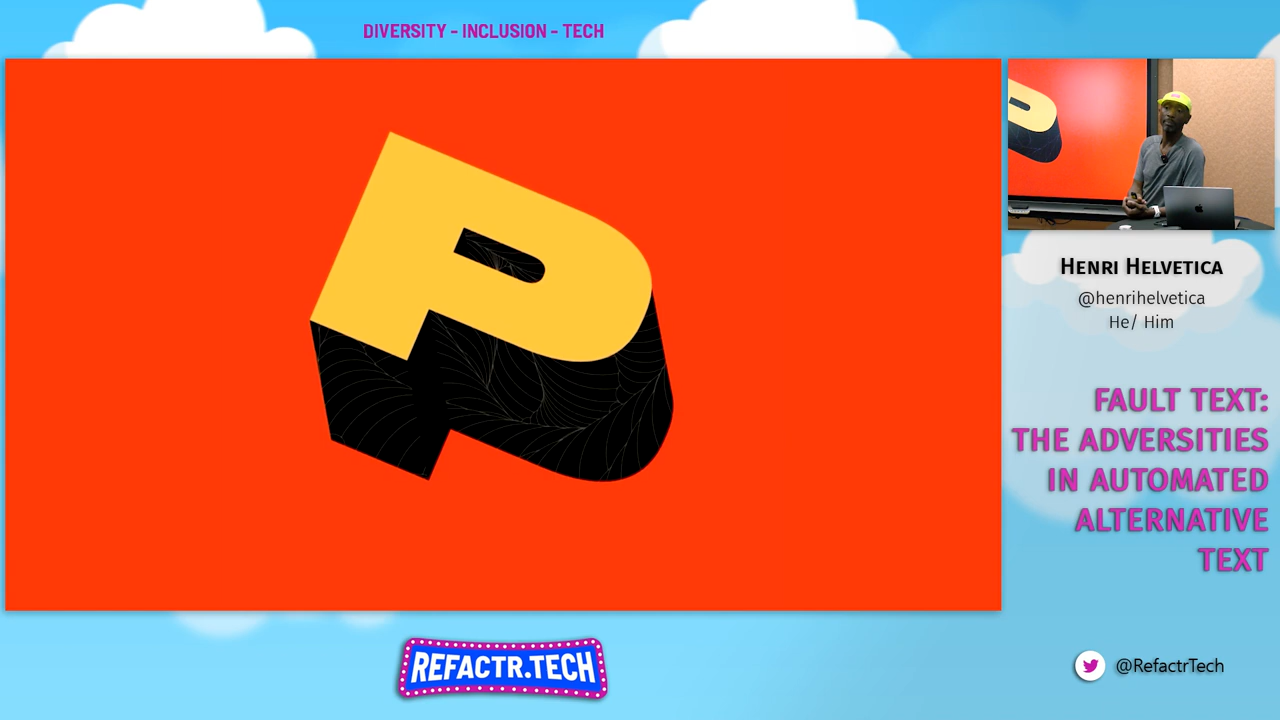 DIVERSITY - INCLUSION - TECH
P
HENRI HELVETICA
@henrihelvetica
He/ Him
FAULT TEXT:
THE ADVERSITIES
IN AUTOMATED
ALTERNATIVE
TEXT
REFACTR.TECH
@RefactrTech